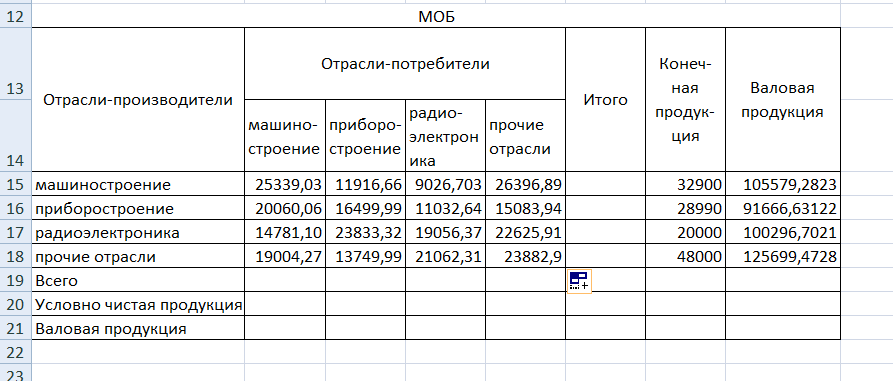 12 МОБ
13 Отрасли-производители Отрасли-потребители Итого Конеч-
ная
продук-
ция Валовая
продукция
14 машино-
строение приборо-
строение радио-
электрон
ика прочие
отрасли
15 машиностроение 25339,03 11916,66 9026,703 26396,89 32900 105579,2823
16 приборостроение 20060,06 16499,99 11032,64 15083,94 28990 91666,63122
17 радиоэлектроника 14781,10 23833,32 19056,37 22625,91 20000 100296,7021
18 прочие отрасли 19004,27 13749,99 21062,31 23882,9 48000 125699,4728
19 Всего
20 Условно чистая продукция
21 Валовая продукция
22
23